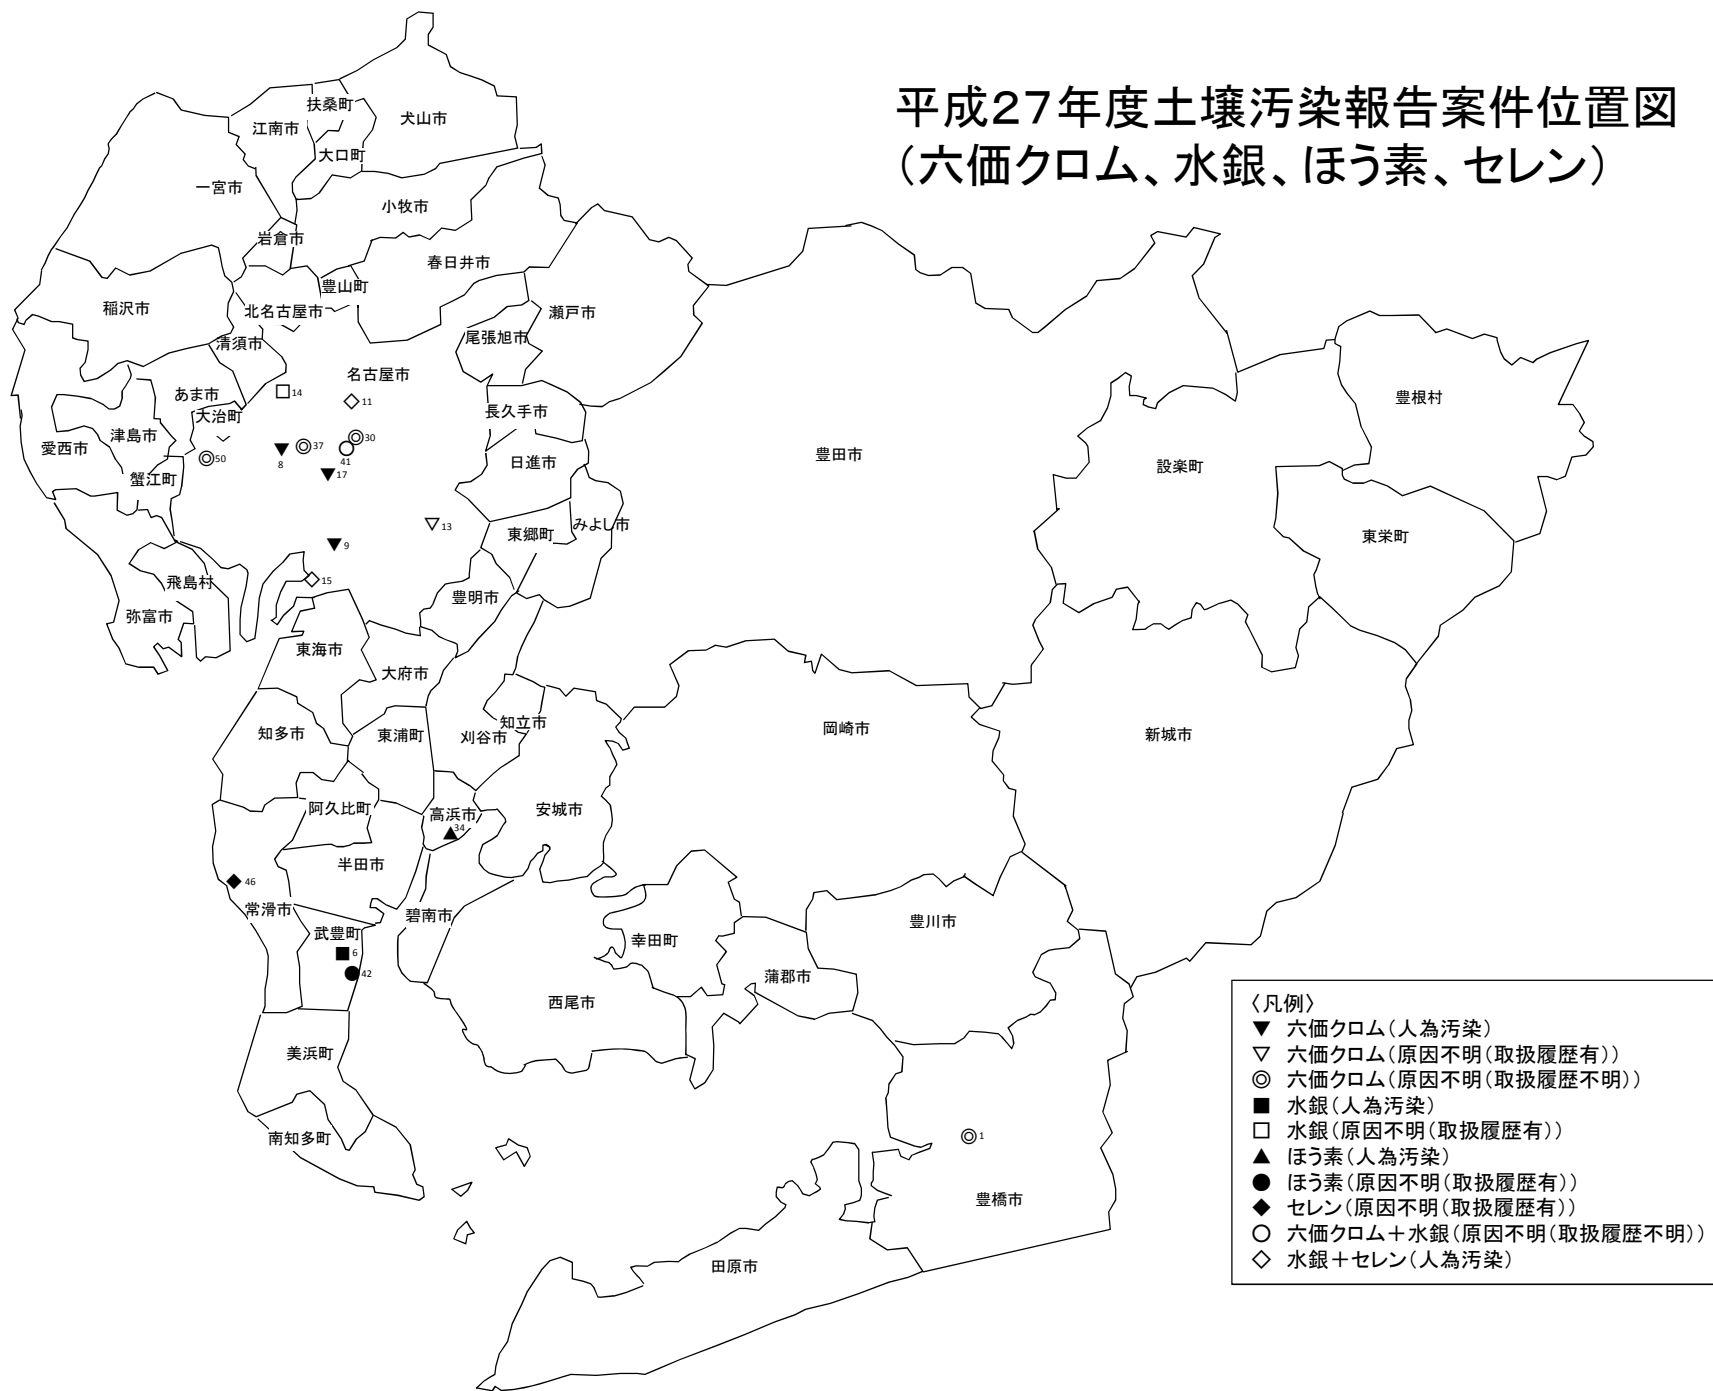 平成27年度土壌汚染報告案件位置図
（六価クロム、水銀、ほう素、セレン）
扶桑町
犬山市
江南市
大口町
一宮市
小牧市
岩倉市
春日井市
豊山町
稲沢市
北名古屋市
瀬戸市
尾張旭市
清須市
名古屋市
あま市
14
11
大治町
長久手市
豊根村
津島市
30
37
愛西市
50
8
41
日進市
豊田市
設楽町
17
蟹江町
13
みよし市
東郷町
東栄町
9
飛島村
15
豊明市
弥富市
東海市
大府市
知立市
知多市
東浦町
刈谷市
岡崎市
新城市
阿久比町
安城市
高浜市
34
半田市
46
常滑市
碧南市
豊川市
武豊町
幸田町
6
42
蒲郡市
西尾市
美浜町
南知多町
1
豊橋市
田原市
〈凡例〉
▼ 六価クロム（人為汚染）
▽ 六価クロム（原因不明（取扱履歴有））
◎ 六価クロム（原因不明（取扱履歴不明））
■ 水銀（人為汚染）
□ 水銀（原因不明（取扱履歴有））
▲ ほう素（人為汚染）
● ほう素（原因不明（取扱履歴有））
◆ セレン（原因不明（取扱履歴有））
○ 六価クロム＋水銀（原因不明（取扱履歴不明））
◇ 水銀＋セレン（人為汚染）